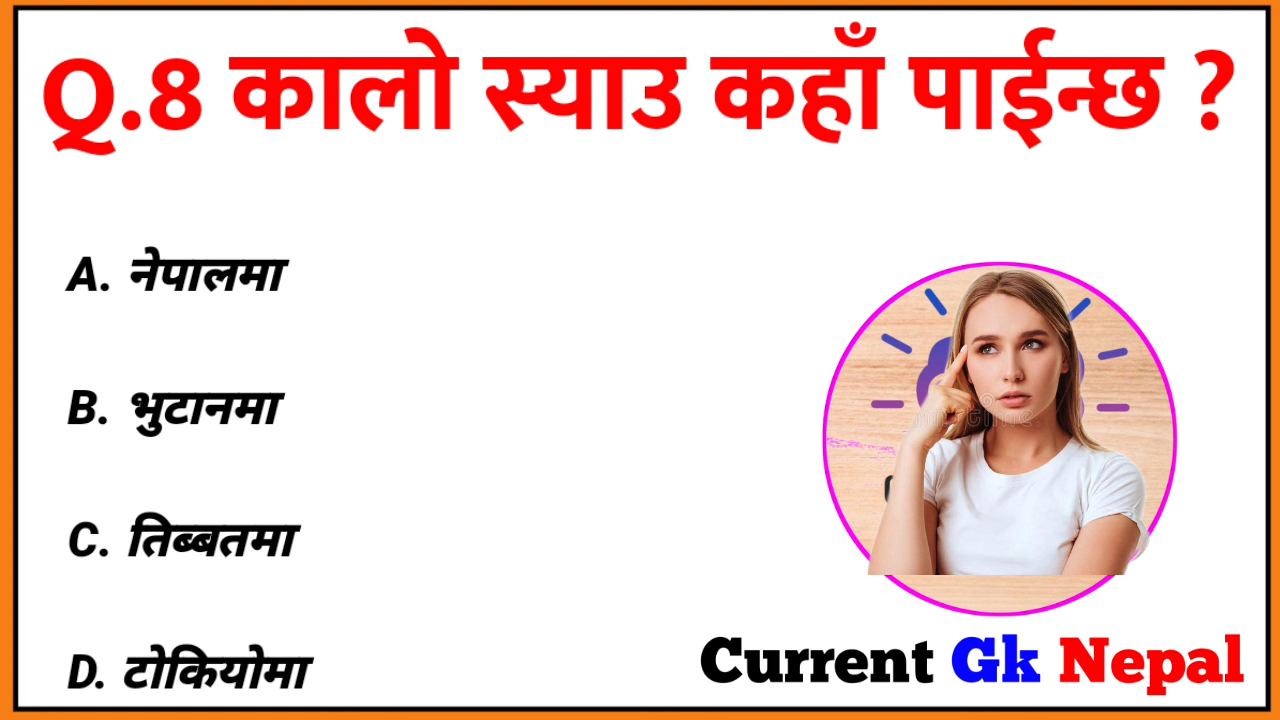 Q.8 कालो स्याउ कहाँ पाईन्छ ?
A. नेपालमा
B. भुटानमा
C. तिब्बतमा
D. टोकियोमा
Current Gk Nepal